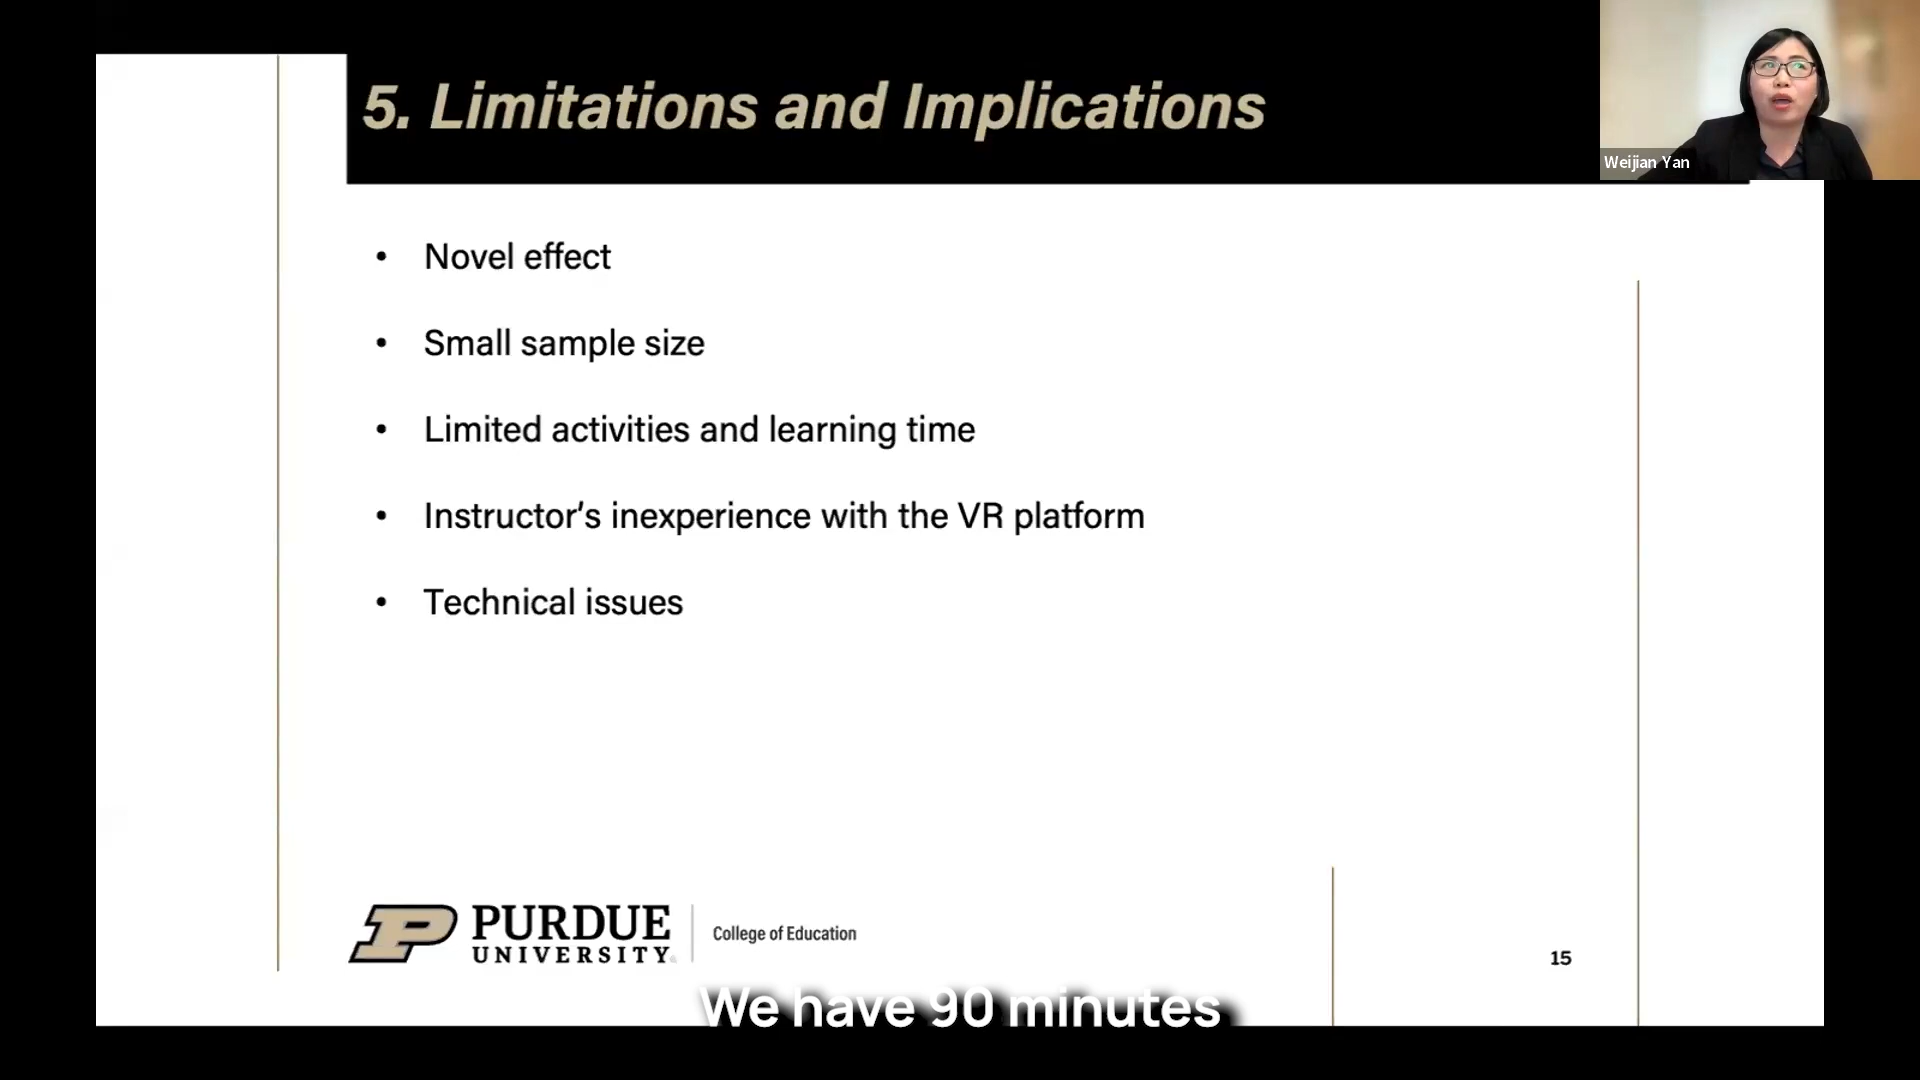 5. Limitations and Implications
Weijian Yan
• Novel effect
• Small sample size
• Limited activities and learning time
• Instructor’s inexperience with the VR platform
• Technical issues
P PURDUE UNIVERSITY®
College of Education
15
We have 90 minutes